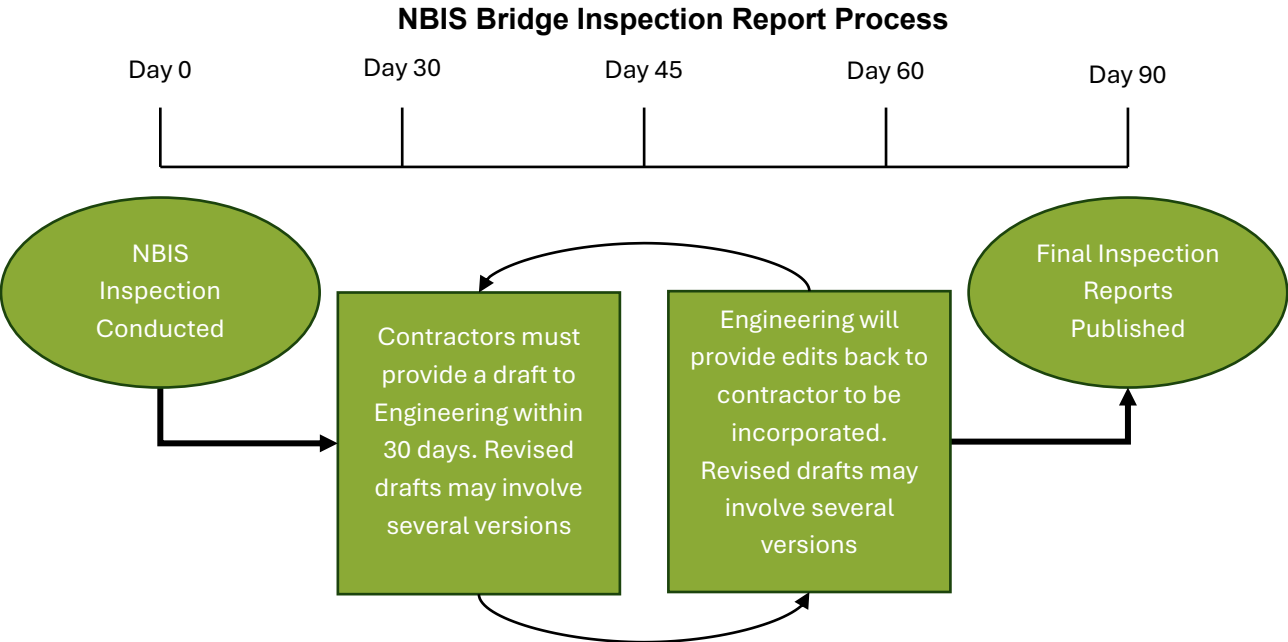 NBIS Bridge Inspection Report Process
Day 0
Day 30
Day 45
Day 60
Day 90
NBIS
Inspection
Conducted
Contractors must
provide a draft to
Engineering within
30 days. Revised
drafts may involve
several versions
Engineering will
provide edits back to
contractor to be
incorporated.
Revised drafts may
involve several
versions
Final Inspection
Reports
Published